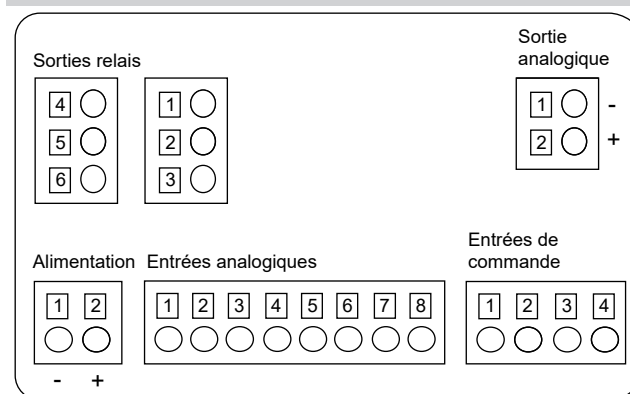 Sorties relais
Sortie
analogique
4 1
5 2
6 3
1 -
2 +
Alimentation
1 2
- +
Entrées analogiques
1 2 3 4 5 6 7 8
Entrées de
commande
1 2 3 4